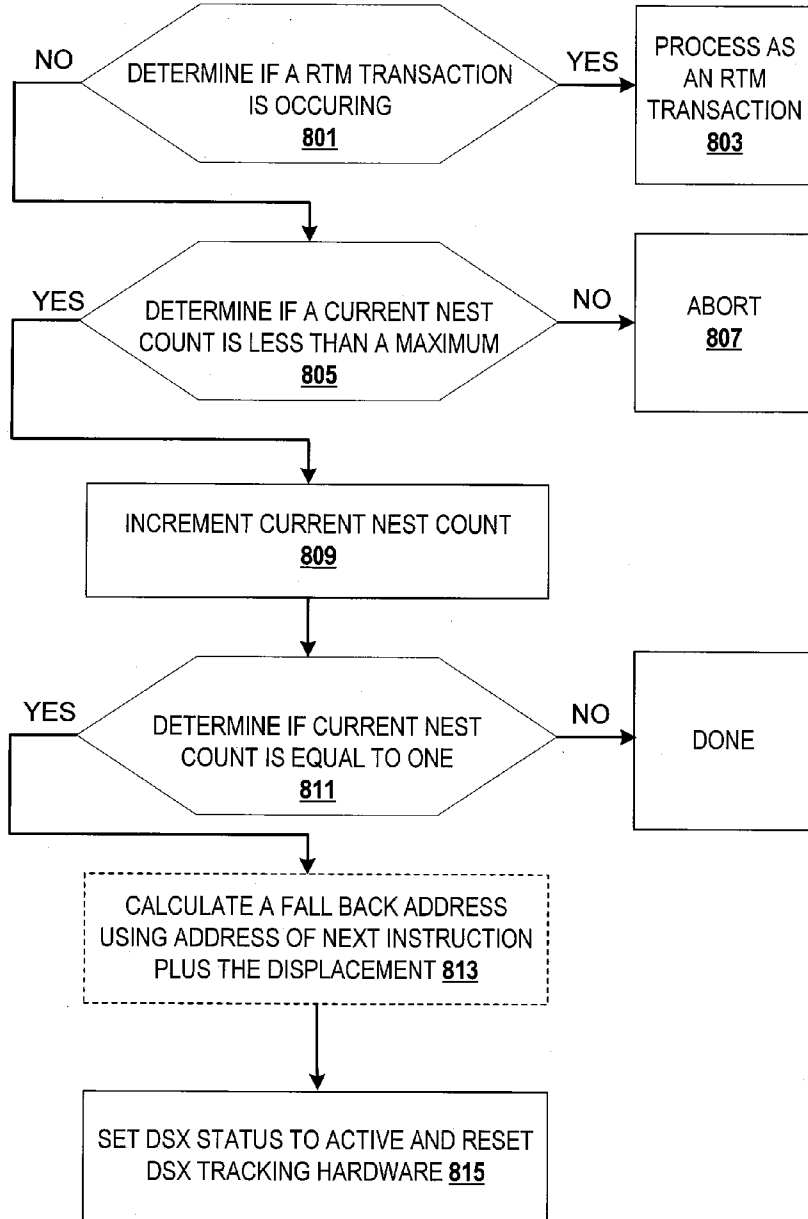 NO
DETERMINE IF A RTM TRANSACTION
IS OCCURING
801
YES
PROCESS AS
AN RTM
TRANSACTION
803
YES
DETERMINE IF A CURRENT NEST
COUNT IS LESS THAN A MAXIMUM
805
NO
ABORT
807
INCREMENT CURRENT NEST COUNT
809
YES
DETERMINE IF CURRENT NEST
COUNT IS EQUAL TO ONE
811
NO
DONE
CALCULATE A FALL BACK ADDRESS
USING ADDRESS OF NEXT INSTRUCTION
PLUS THE DISPLACEMENT 813
SET DSX STATUS TO ACTIVE AND RESET
DSX TRACKING HARDWARE 815